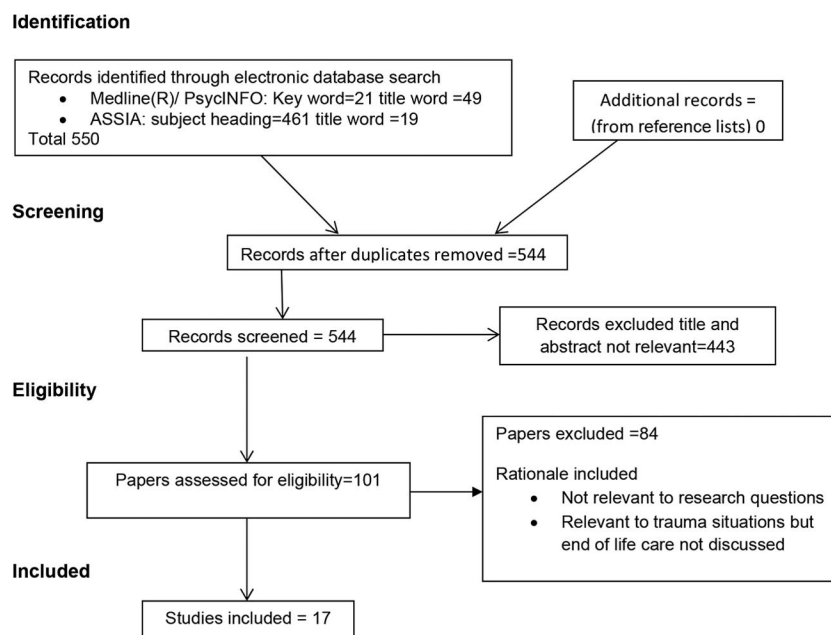 Identification
Records identified through electronic database search
• Medline(R)/ PsycINFO: Key word=21 title word =49
• ASSIA: subject heading=461 title word =19
Total 550
Additional records =
(from reference lists) 0
Screening
Records after duplicates removed =544
Records screened = 544
Records excluded title and
abstract not relevant=443
Eligibility
Papers assessed for eligibility=101
Papers excluded =84
Rationale included
• Not relevant to research questions
• Relevant to trauma situations but
end of life care not discussed
Included
Studies included = 17